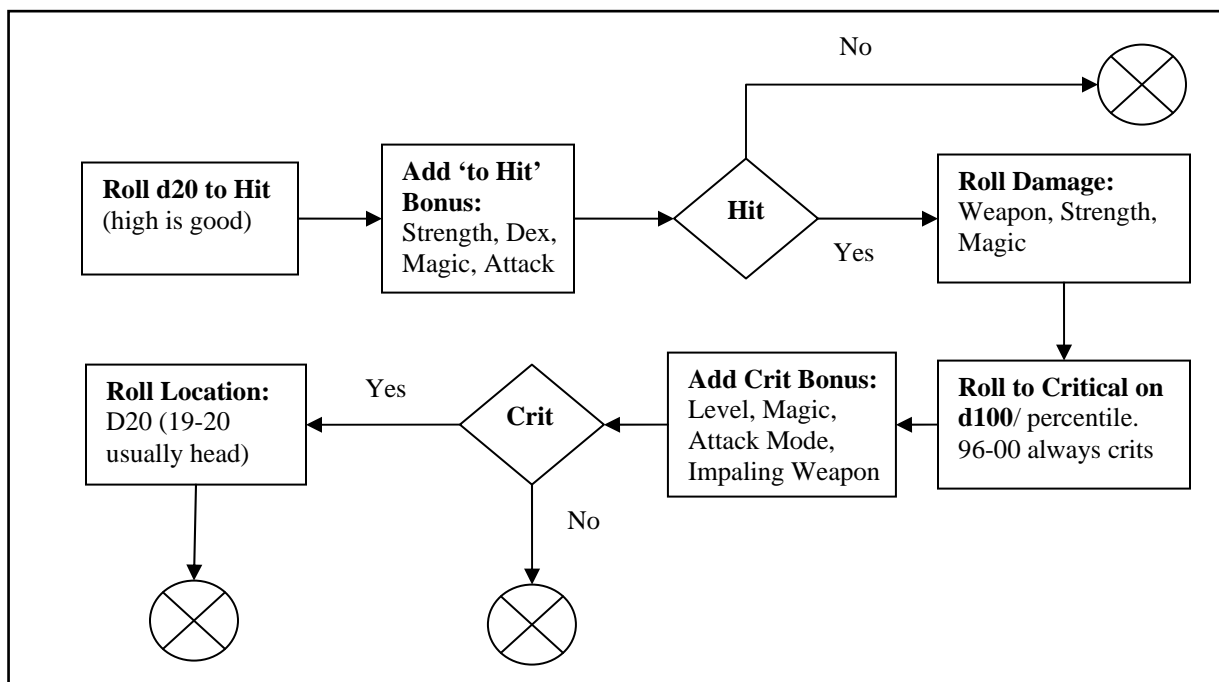 No
Roll d20 to Hit
(high is good)
Add ‘to Hit’
Bonus:
Strength, Dex,
Magic, Attack
Hit
Yes
Roll Damage:
Weapon, Strength,
Magic
Roll Location:
D20 (19-20
usually head)
Yes
Crit
No
Add Crit Bonus:
Level, Magic,
Attack Mode,
Impaling Weapon
Roll to Critical on
d100/ percentile.
96-00 always crits